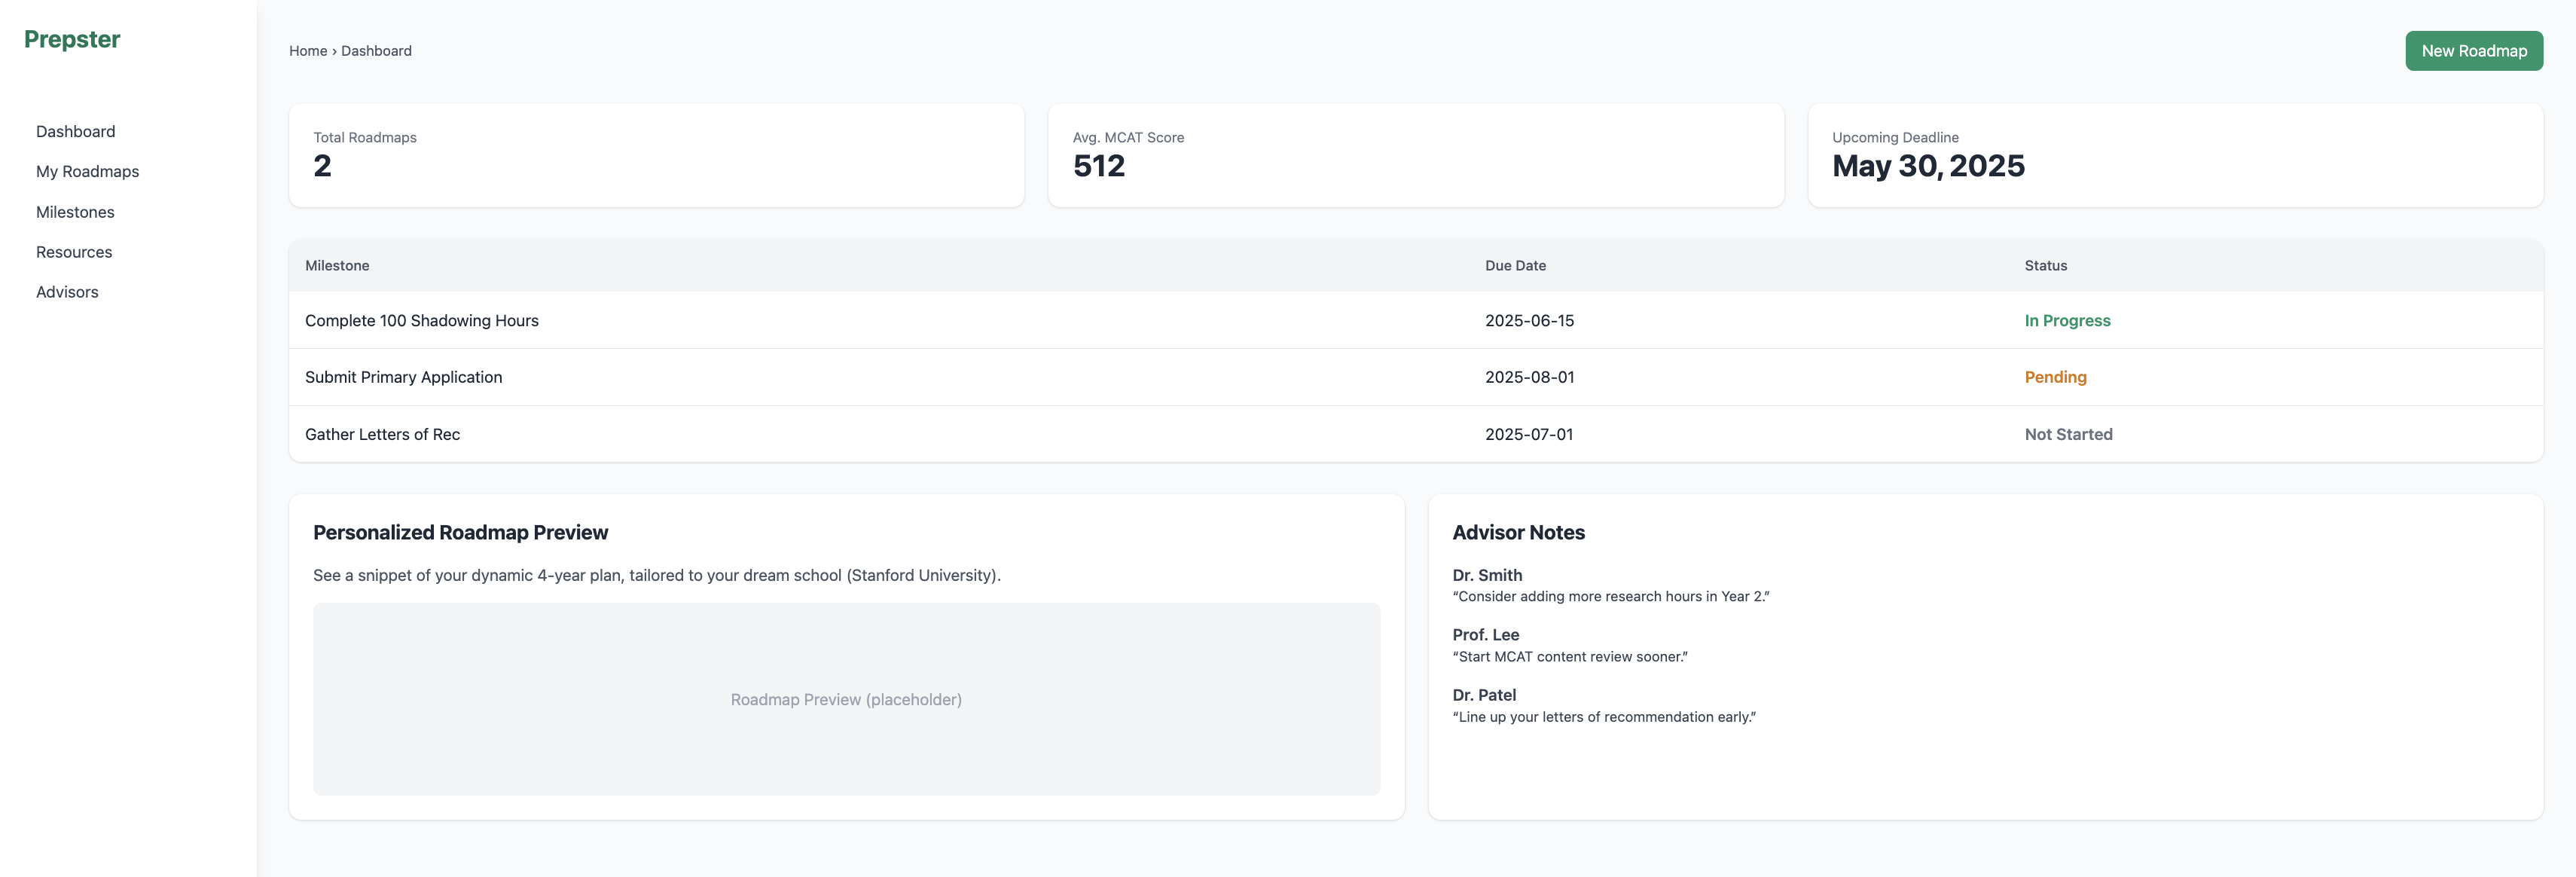 Prepster
Dashboard
My Roadmaps
Milestones
Resources
Advisors
Home › Dashboard
New Roadmap
Total Roadmaps
2
Avg. MCAT Score
512
Upcoming Deadline
May 30, 2025
Milestone Due Date Status
Complete 100 Shadowing Hours 2025-06-15 In Progress
Submit Primary Application 2025-08-01 Pending
Gather Letters of Rec 2025-07-01 Not Started
Personalized Roadmap Preview
See a snippet of your dynamic 4-year plan, tailored to your dream school (Stanford University).
Roadmap Preview (placeholder)
Advisor Notes
Dr. Smith
“Consider adding more research hours in Year 2.”
Prof. Lee
“Start MCAT content review sooner.”
Dr. Patel
“Line up your letters of recommendation early.”